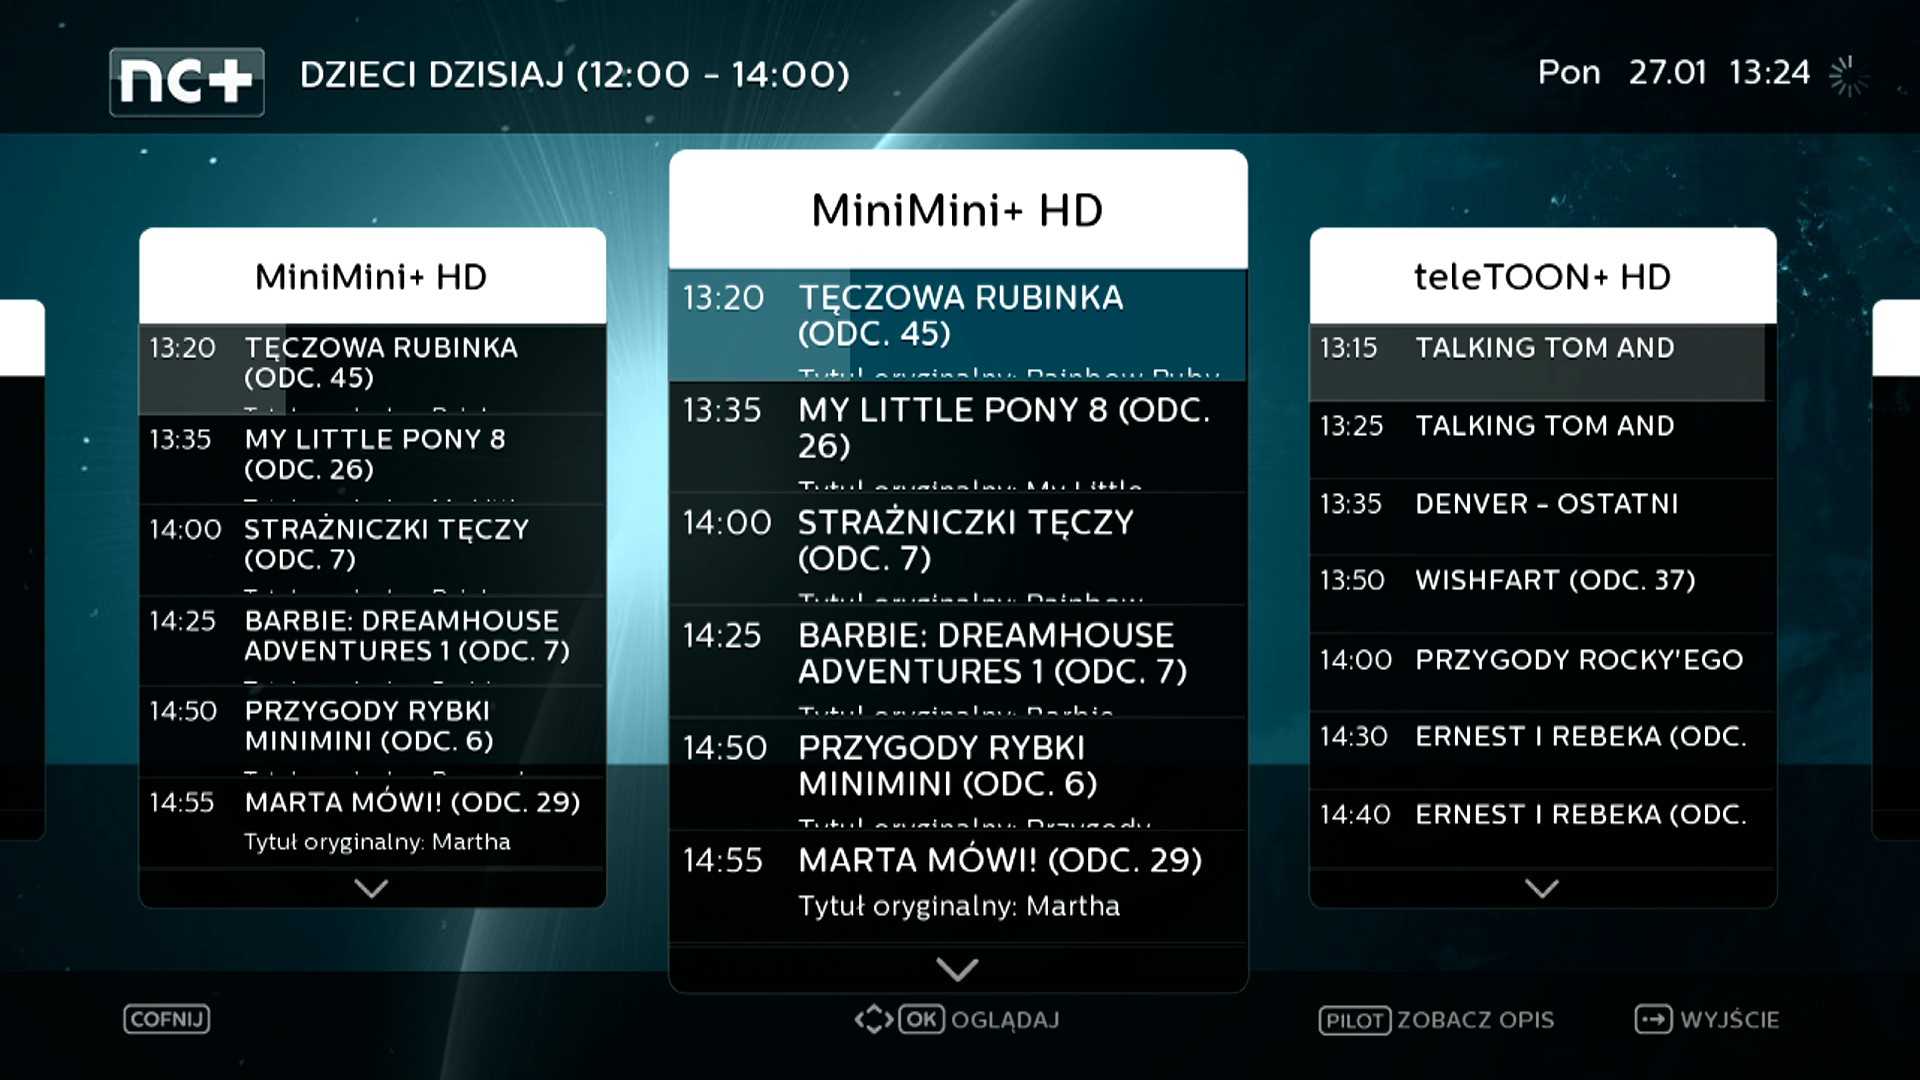 nc+
DZIECI DZISIAJ (12:00 - 14:00)
Pon 27.01 13:24
MiniMini+ HD
13:20 TĘCZOWA RUBINKA
(ODC. 45)
13:35 MY LITTLE PONY 8
(ODC. 26)
14:00 STRAŻNICZKI TĘCZY
(ODC. 7)
14:25 BARBIE: DREAMHOUSE
ADVENTURES 1 (ODC. 7)
14:50 PRZYGODY RYBKI
MINIMINI (ODC. 6)
14:55 MARTA MÓWI! (ODC. 29)
Tytuł oryginalny: Martha
MiniMini+ HD
13:20 TĘCZOWA RUBINKA
(ODC. 45)
Tytuł oryginalny: Rainbow Ruby
13:35 MY LITTLE PONY 8 (ODC.
26)
Tytuł oryginalny: My Little
14:00 STRAŻNICZKI TĘCZY
(ODC. 7)
Tytuł oryginalny: Rainbow
14:25 BARBIE: DREAMHOUSE
ADVENTURES 1 (ODC. 7)
Tytuł oryginalny: Barbie
14:50 PRZYGODY RYBKI
MINIMINI (ODC. 6)
Tytuł oryginalny: Przygody
14:55 MARTA MÓWI! (ODC. 29)
Tytuł oryginalny: Martha
teleTOON+ HD
13:15 TALKING TOM AND
13:25 TALKING TOM AND
13:35 DENVER - OSTATNI
13:50 WISHFART (ODC. 37)
14:00 PRZYGODY ROCKY'EGO
14:30 ERNEST I REBEKA (ODC.
14:40 ERNEST I REBEKA (ODC.
COFNIJ
OK OGLĄDAJ
PILOT ZOBACZ OPIS
WYJŚCIE